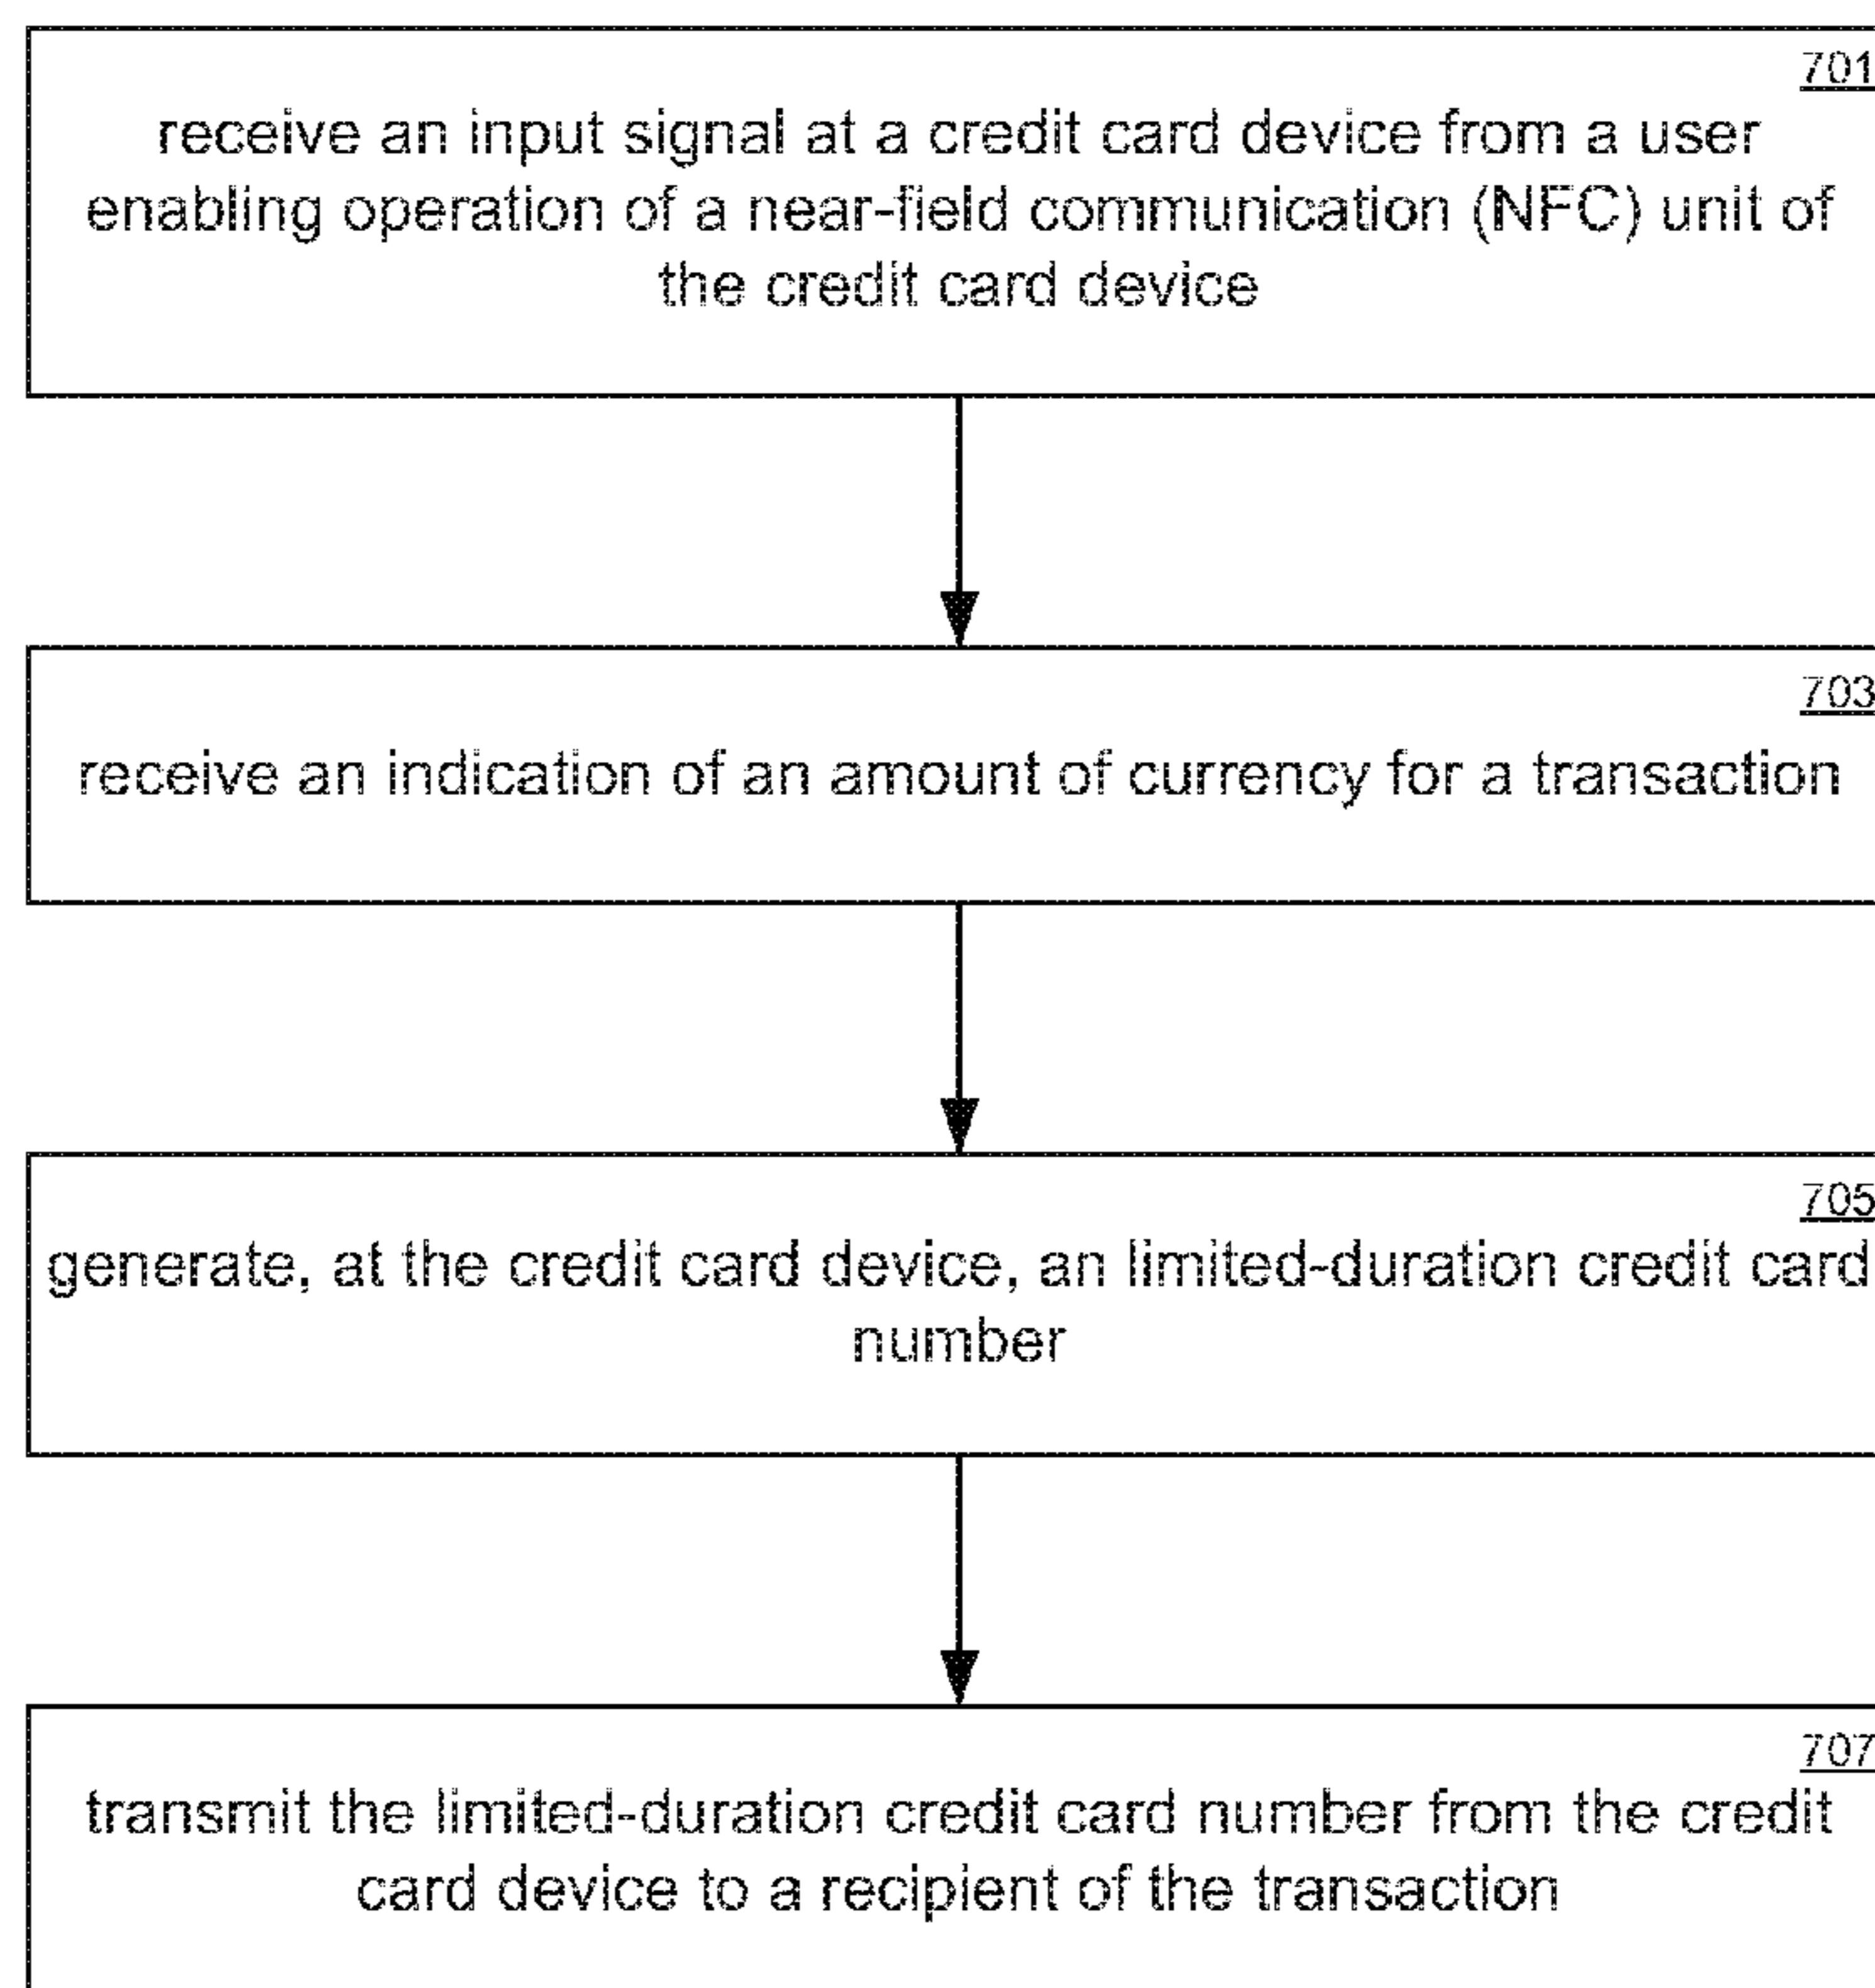 701
receive an input signal at a credit card device from a user
enabling operation of a near-field communication (NFC) unit of
the credit card device
703
receive an indication of an amount of currency for a transaction
705
generate, at the credit card device, an limited-duration credit card
number
707
transmit the limited-duration credit card number from the credit
card device to a recipient of the transaction